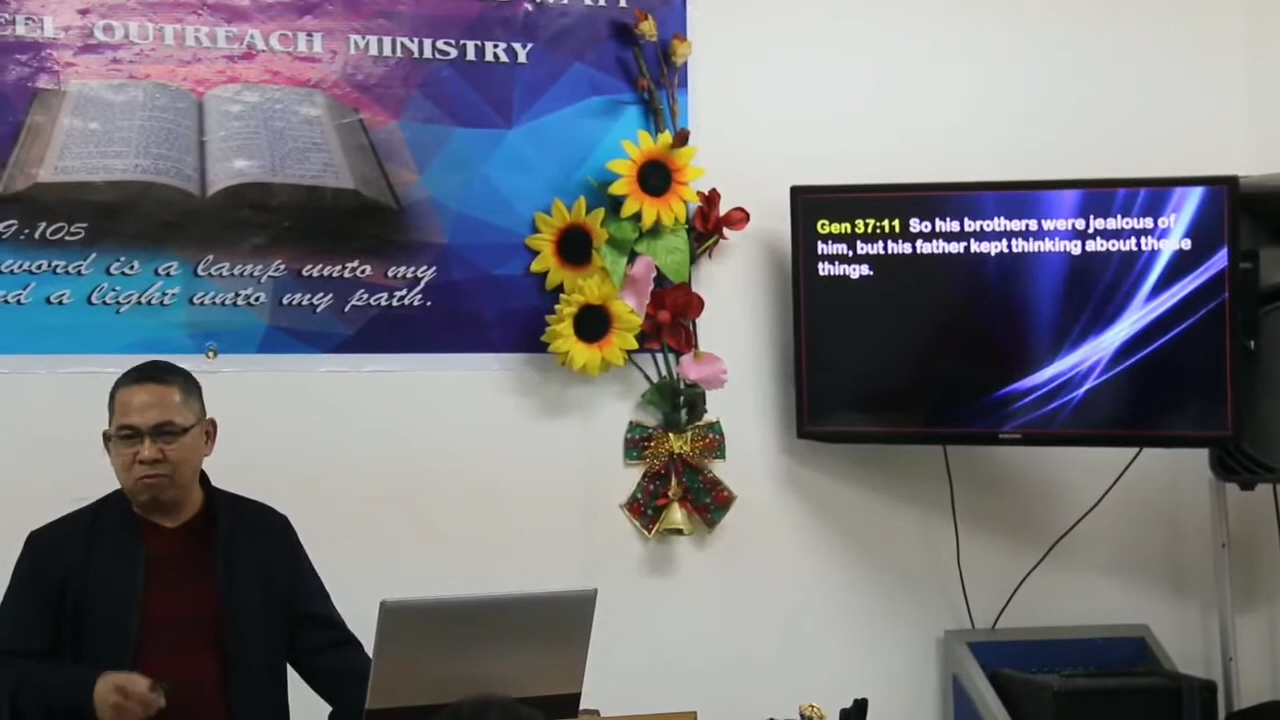 OUTREACH MINISTRY
9:105
word is a lamp unto my
a light unto my path.
Gen 37:11 So his brothers were jealous of
him, but his father kept thinking about these
things.